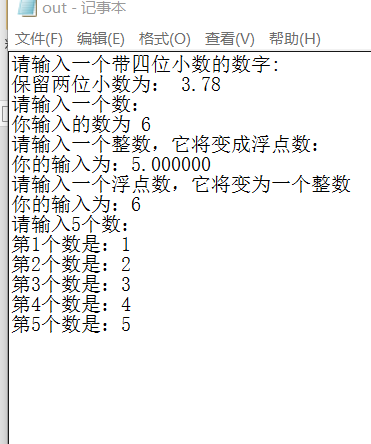 out - 记事本
文件(F) 编辑(E) 格式(O) 查看(V) 帮助(H)
请输入一个带四位小数的数字:
保留两位小数为： 3.78
请输入一个数：
你输入的数为 6
请输入一个整数，它将变成浮点数：
你的输入为：5.000000
请输入一个浮点数，它将变为一个整数
你的输入为：6
请输入5个数：
第1个数是：1
第2个数是：2
第3个数是：3
第4个数是：4
第5个数是：5